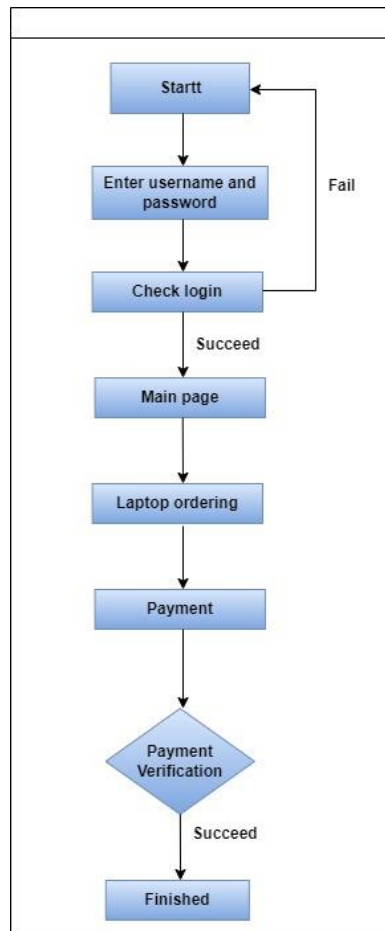 Startt
Enter username and
password
Fail
Check login
Succeed
Main page
Laptop ordering
Payment
Payment
Verification
Succeed
Finished